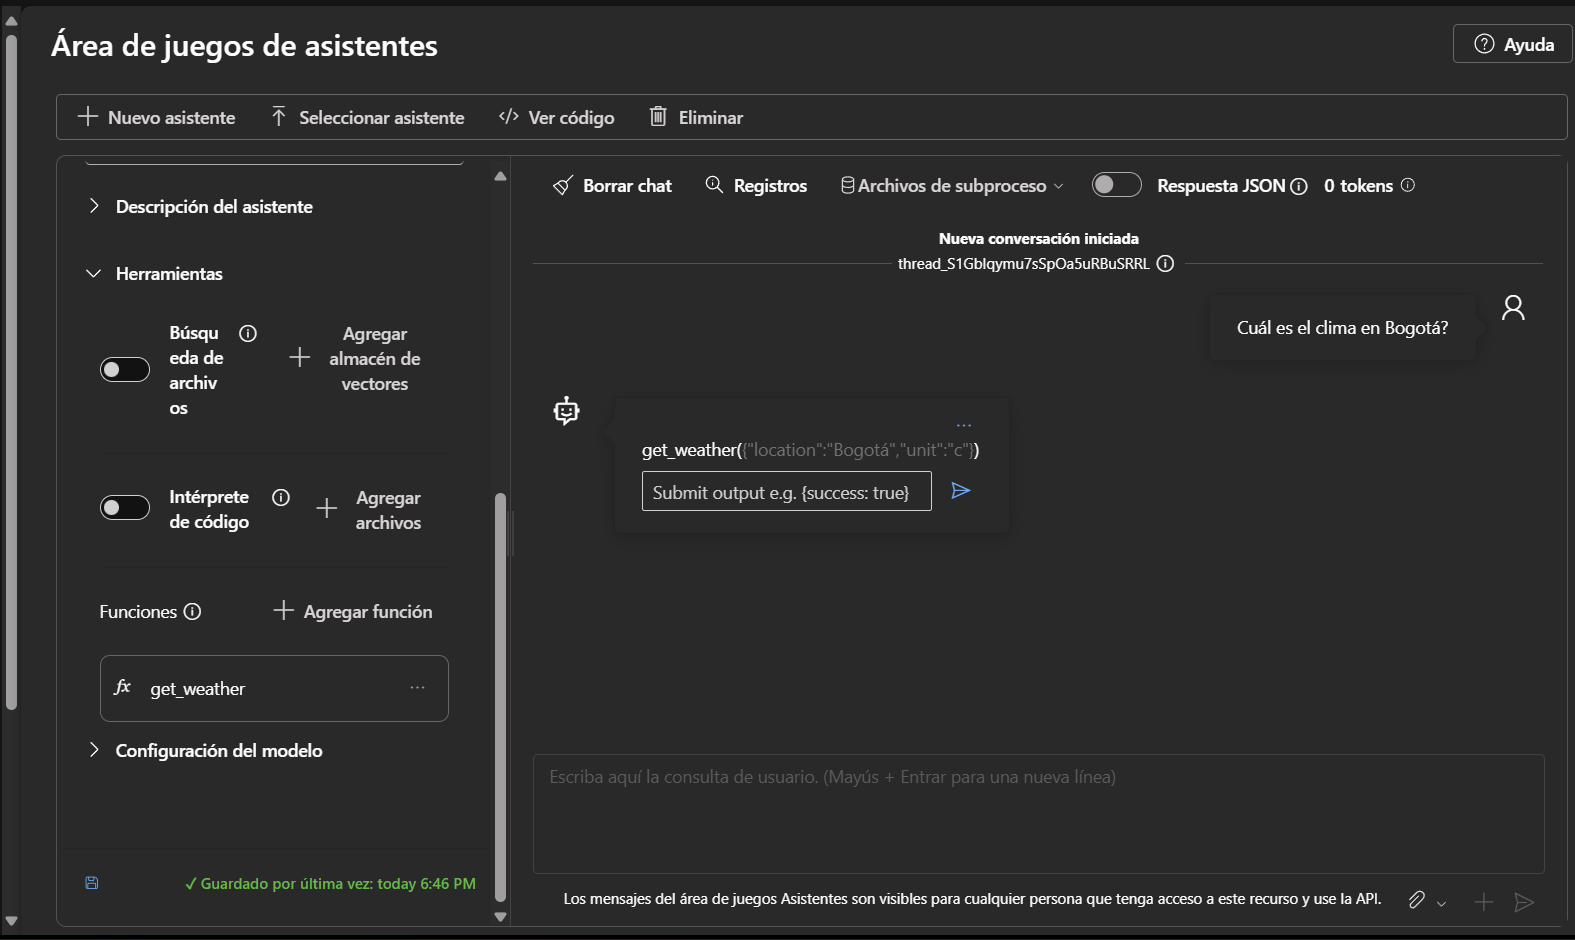 Área de juegos de asistentes
Ayuda
Nuevo asistente
Seleccionar asistente
Ver código
Eliminar
Descripción del asistente
Herramientas
Búsqu
eda de
archiv
os
Agregar
almacén de
vectores
Intérprete
de código
Agregar
archivos
Funciones
Agregar función
fx get_weather ...
Configuración del modelo
✓ Guardado por última vez: today 6:46 PM
Borrar chat
Registros
Archivos de subproceso
Respuesta JSON
0 tokens
Nueva conversación iniciada
thread_S1GbIqymu7sSpOa5uRBuSRRL
Cuál es el clima en Bogotá?
...
get_weather({"location":"Bogotá","unit":"c"})
Submit output e.g. {success: true}
Escriba aquí la consulta de usuario. (Mayús + Entrar para una nueva línea)
Los mensajes del área de juegos Asistentes son visibles para cualquier persona que tenga acceso a este recurso y use la API.